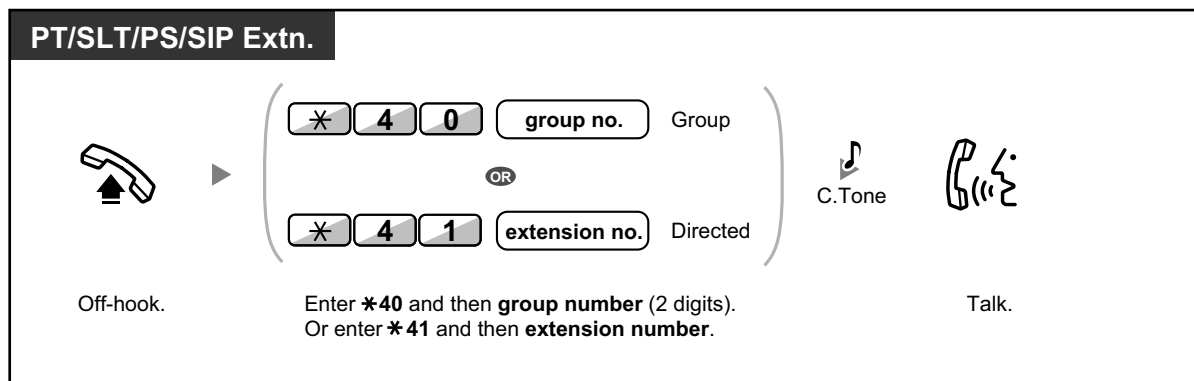 PT/SLT/PS/SIP Extn.
* 4 0 group no. Group
OR
* 4 1 extension no. Directed
C.Tone
Off-hook.
Enter *40 and then group number (2 digits).
Or enter *41 and then extension number.
Talk.